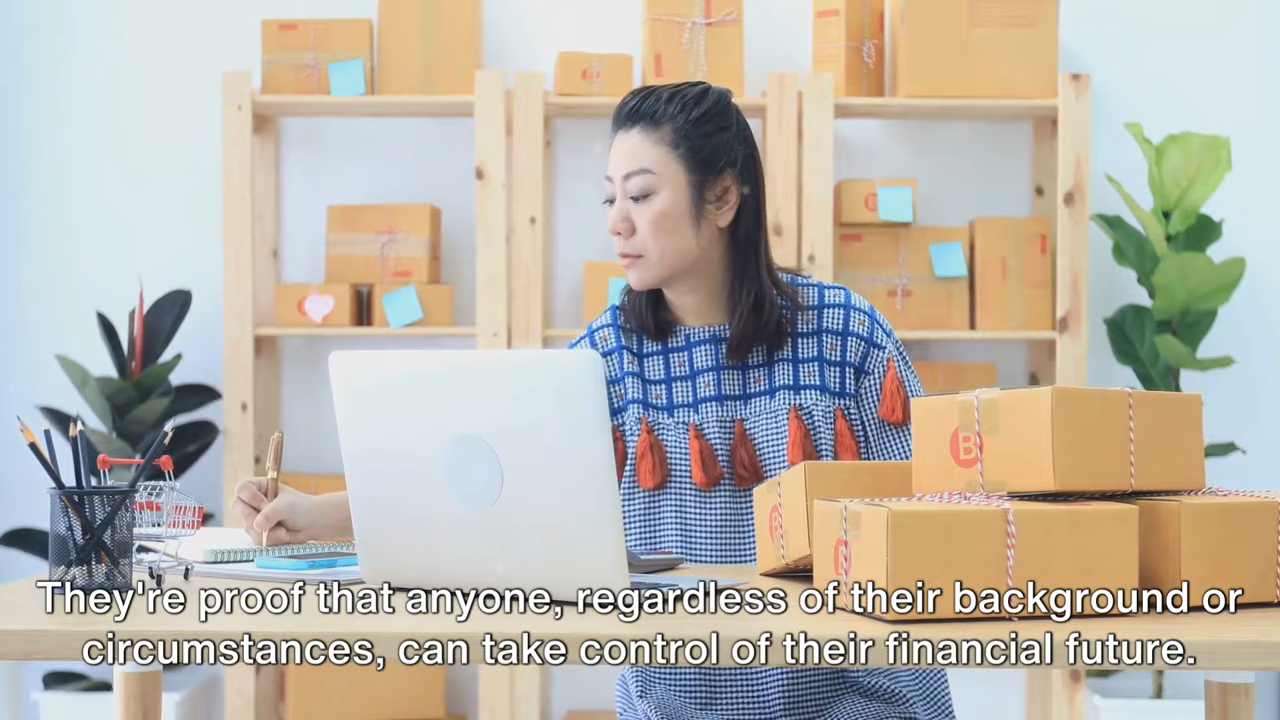 B
They're proof that anyone, regardless of their background or
circumstances, can take control of their financial future.